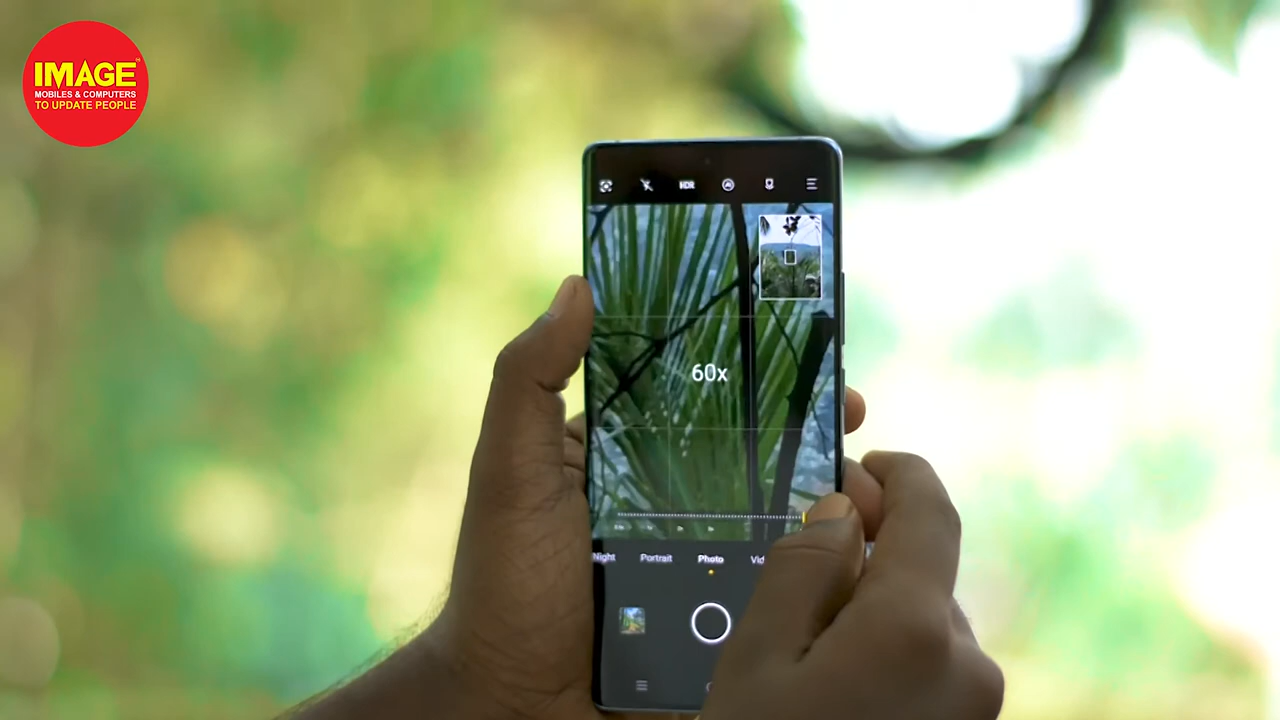 IMAGE
MOBILES & COMPUTERS
TO UPDATE PEOPLE
HDR
60x
Night
Portrait
Photo
Vid